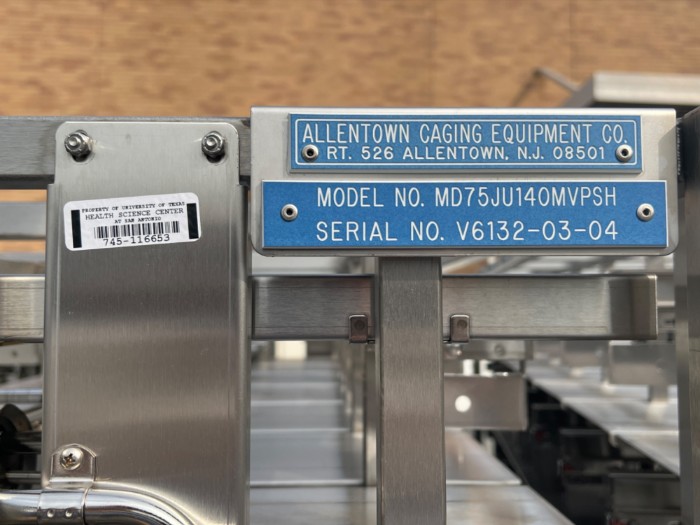 ALLENTOWN CAGING EQUIPMENT CO.
RT. 526 ALLENTOWN, N.J. 08501
MODEL NO. MD75JU140MVPSH
SERIAL NO. V6132-03-04
PROPERTY OF UNIVERSITY OF TEXAS
HEALTH SCIENCE CENTER
AT SAN ANTONIO
745-116653